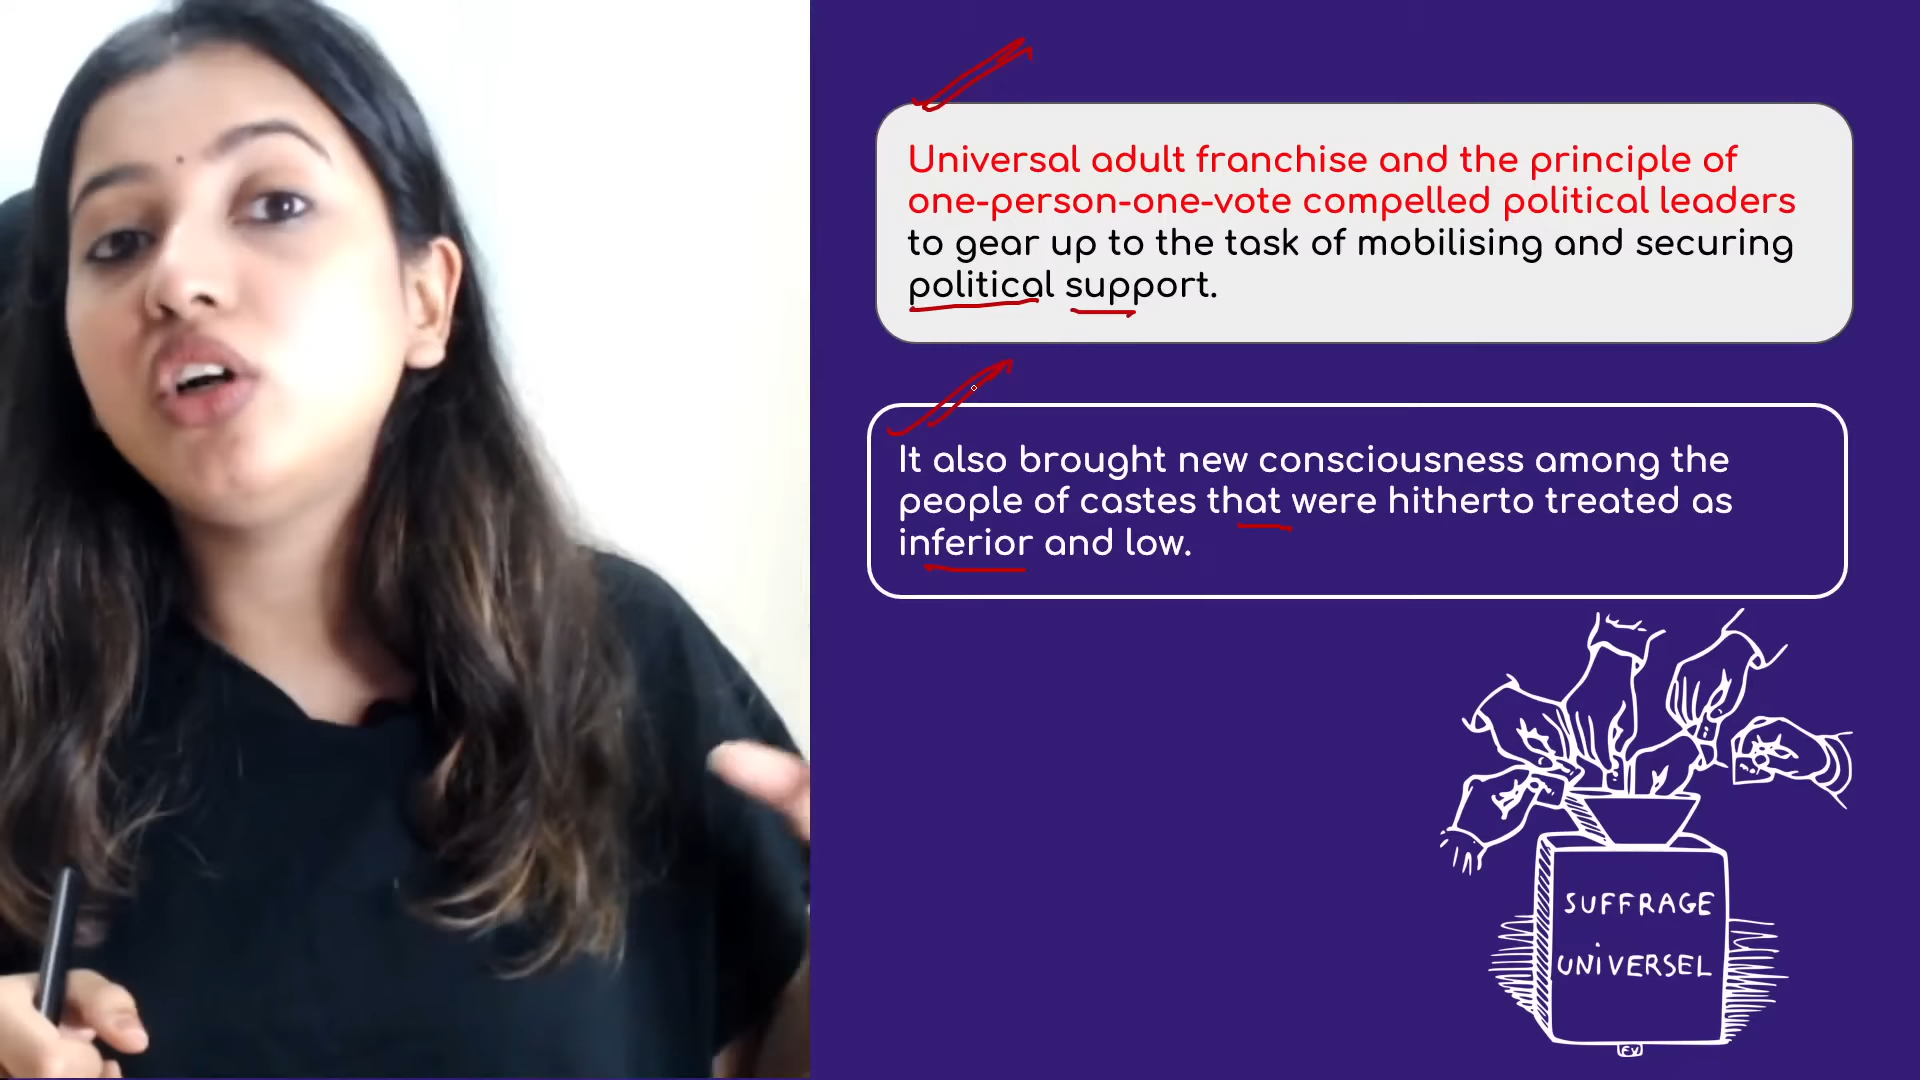 Universal adult franchise and the principle of
one-person-one-vote compelled political leaders
to gear up to the task of mobilising and securing
political support.
It also brought new consciousness among the
people of castes that were hitherto treated as
inferior and low.
SUFFRAGE
UNiVERSEL
EV